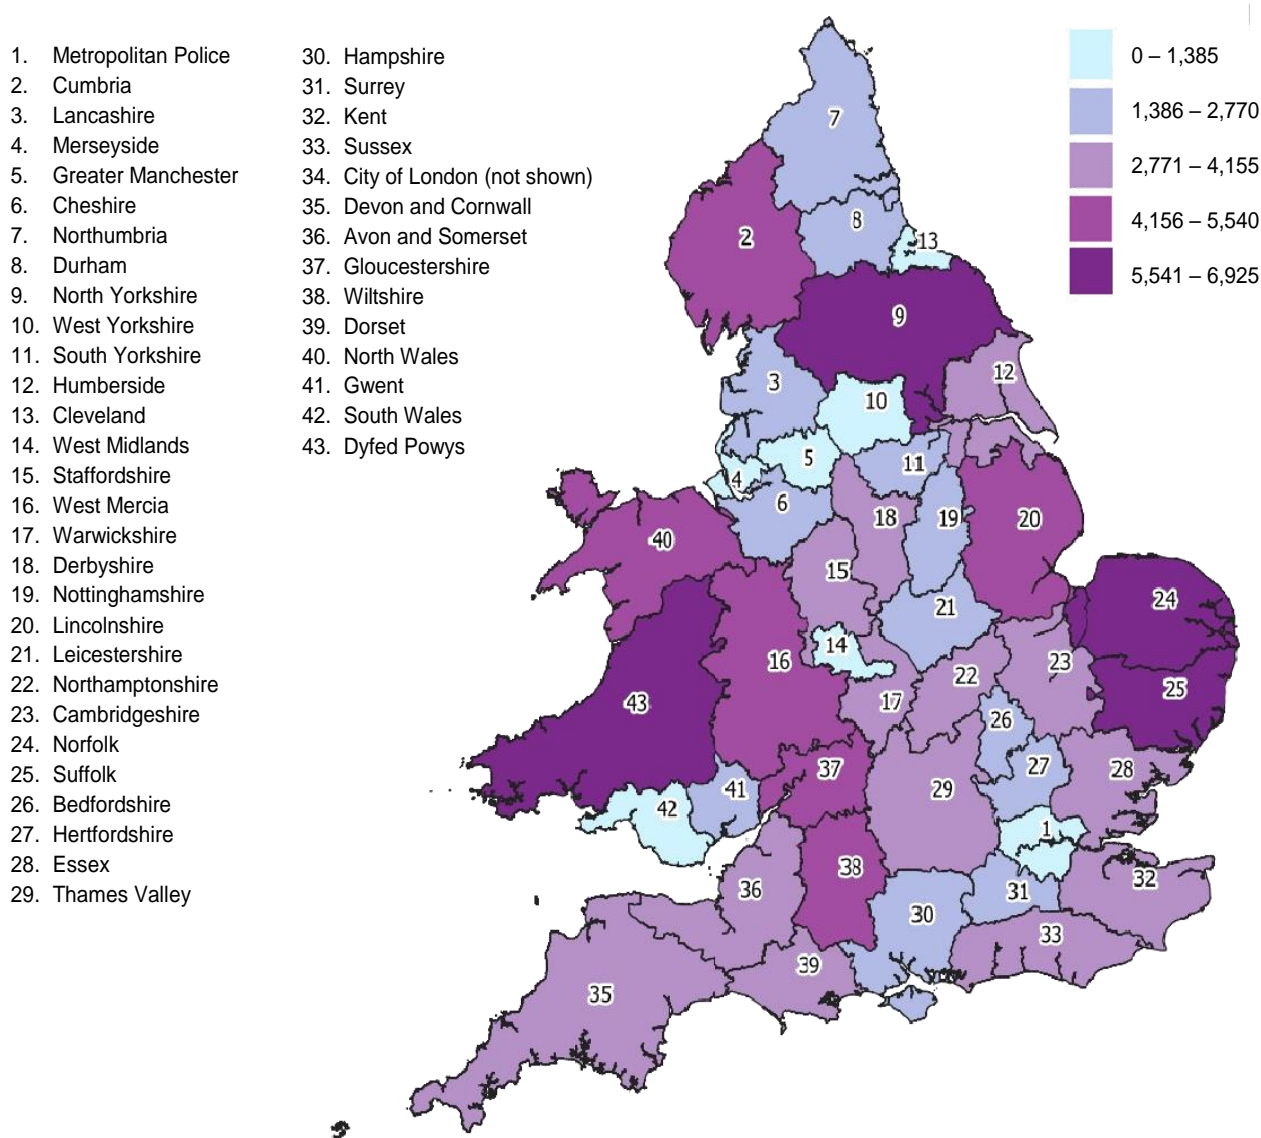 1. Metropolitan Police
2. Cumbria
3. Lancashire
4. Merseyside
5. Greater Manchester
6. Cheshire
7. Northumbria
8. Durham
9. North Yorkshire
10. West Yorkshire
11. South Yorkshire
12. Humberside
13. Cleveland
14. West Midlands
15. Staffordshire
16. West Mercia
17. Warwickshire
18. Derbyshire
19. Nottinghamshire
20. Lincolnshire
21. Leicestershire
22. Northamptonshire
23. Cambridgeshire
24. Norfolk
25. Suffolk
26. Bedfordshire
27. Hertfordshire
28. Essex
29. Thames Valley
30. Hampshire
31. Surrey
32. Kent
33. Sussex
34. City of London (not shown)
35. Devon and Cornwall
36. Avon and Somerset
37. Gloucestershire
38. Wiltshire
39. Dorset
40. North Wales
41. Gwent
42. South Wales
43. Dyfed Powys
0 – 1,385
1,386 – 2,770
2,771 – 4,155
4,156 – 5,540
5,541 – 6,925
7
8
2
13
9
12
3
10
5
11
4
6
18
19
20
40
15
24
21
14
16
23
22
25
43
17
26
37
27
28
41
29
42
1
38
32
36
31
30
33
39
35